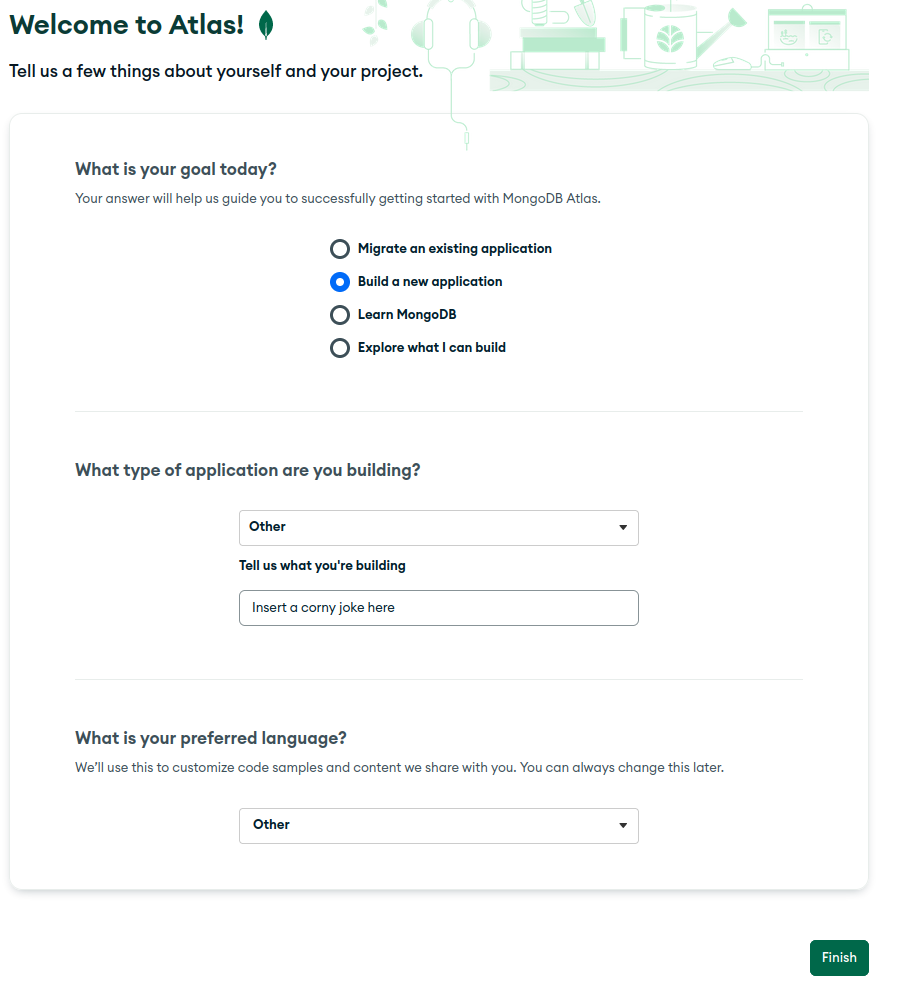 Welcome to Atlas!
Tell us a few things about yourself and your project.
What is your goal today?
Your answer will help us guide you to successfully getting started with MongoDB Atlas.
Migrate an existing application
Build a new application
Learn MongoDB
Explore what I can build
What type of application are you building?
Other
Tell us what you're building
Insert a corny joke here
What is your preferred language?
We’ll use this to customize code samples and content we share with you. You can always change this later.
Other
Finish